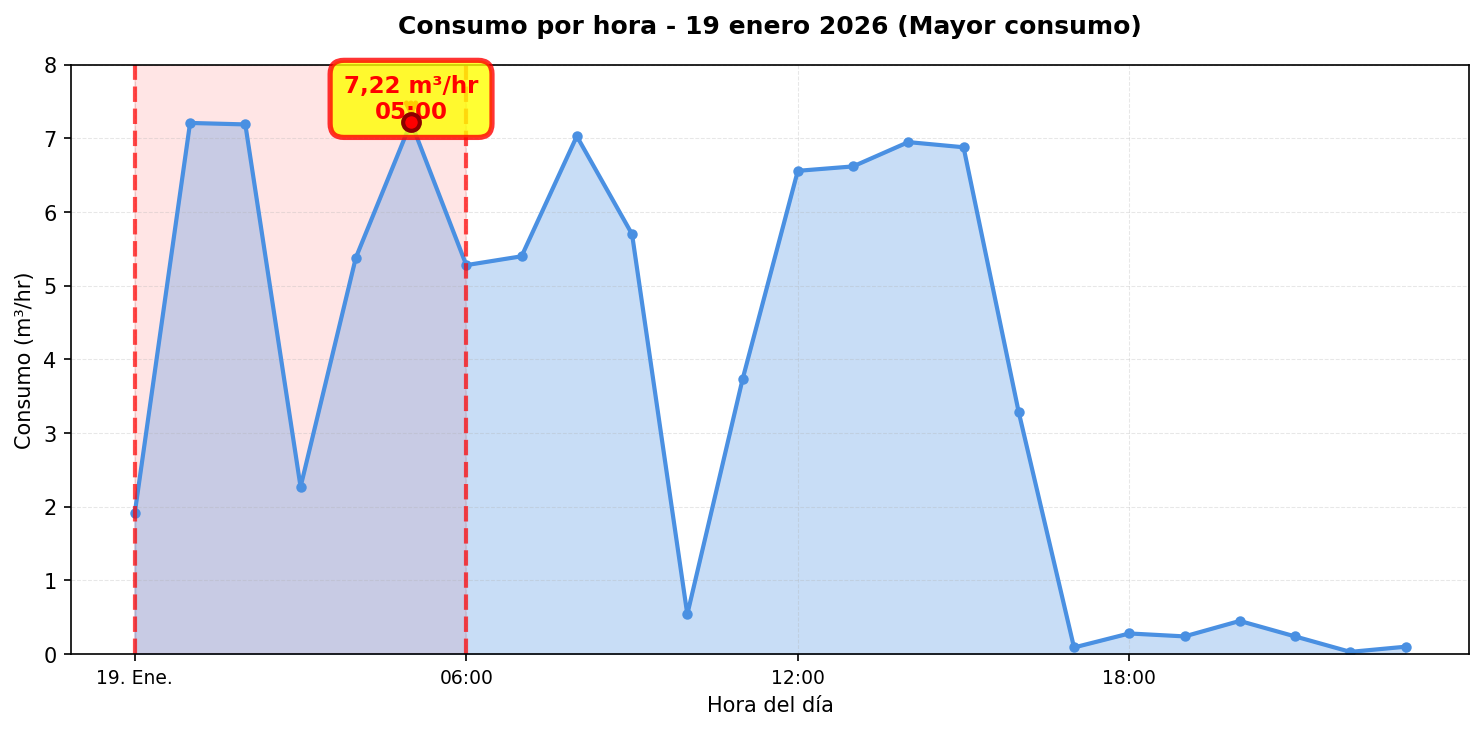 Consumo por hora - 19 enero 2026 (Mayor consumo)
7,22 m³/hr
05:00
Consumo (m³/hr)
8
7
6
5
4
3
2
1
0
19. Ene.
06:00
12:00
18:00
Hora del día